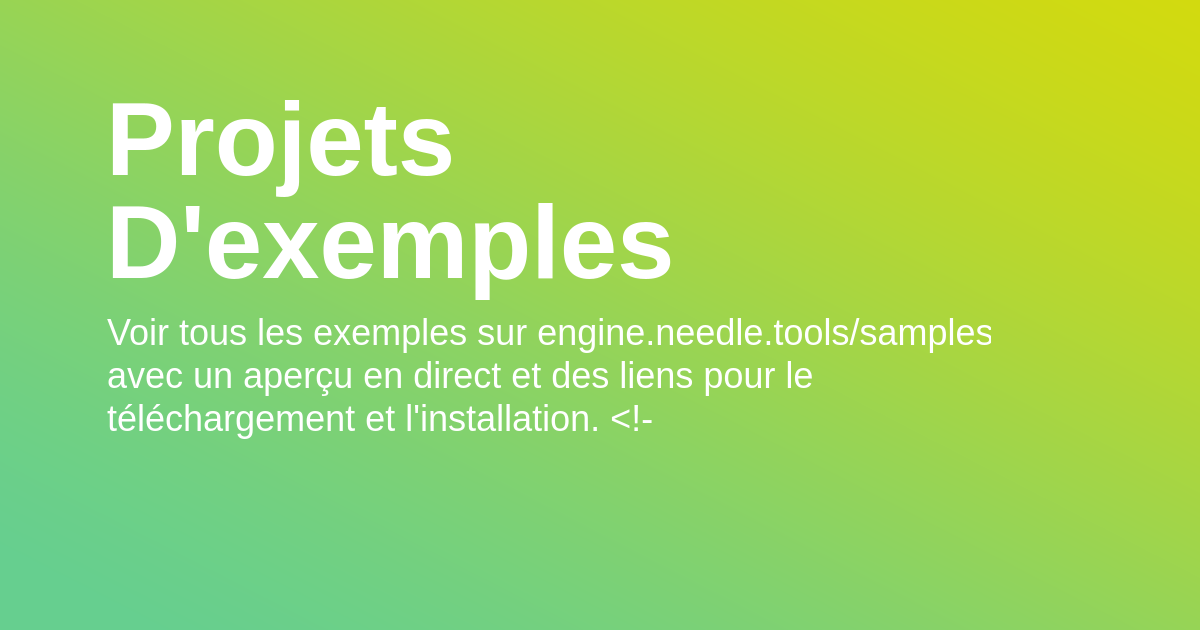 Projets
D'exemples
Voir tous les exemples sur engine.needle.tools/samples
avec un aperçu en direct et des liens pour le
téléchargement et l'installation. <!-